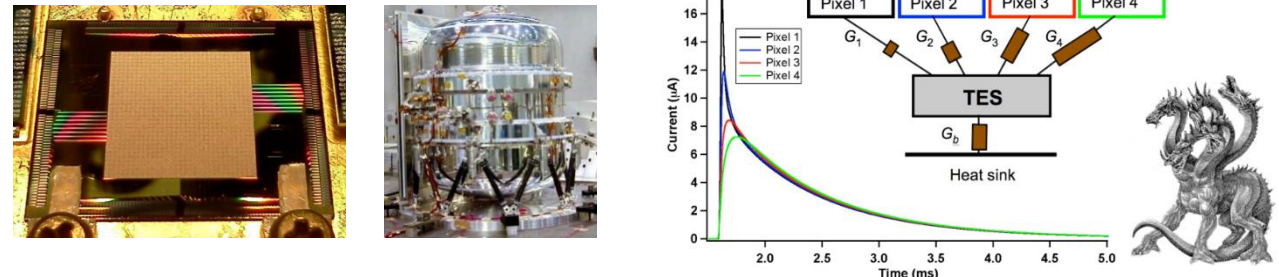 Pixel 1 Pixel 2 Pixel 3 Pixel 4
16
14
12
10
8
6
4
2
0
Current (μA)
Pixel 1
Pixel 2
Pixel 3
Pixel 4
G1 G2 G3 G4
TES
Gb
Heat sink
2.0 2.5 3.0 3.5 4.0 4.5 5.0
Time (ms)